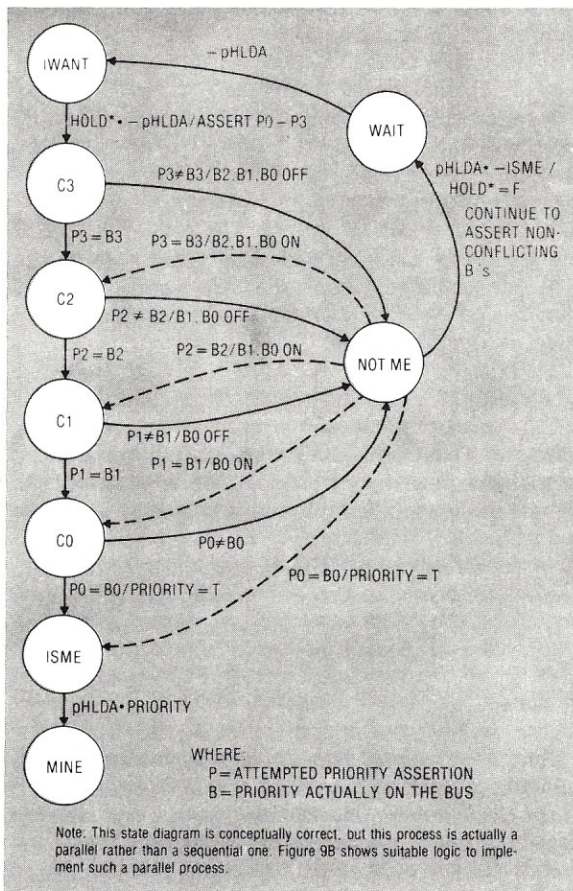 IWANT
– pHLDA
HOLD*• – pHLDA/ASSERT P0 – P3
WAIT
pHLDA• –ISME /
HOLD* = F
CONTINUE TO
ASSERT NON-
CONFLICTING
B's
C3
P3≠B3/B2,B1,B0 OFF
P3=B3
P3 = B3/B2,B1,B0 ON
C2
P2 ≠ B2/B1, B0 OFF
NOT ME
P2=B2
P2=B2/B1,B0 ON
C1
P1≠B1/B0 OFF
P1=B1
P1=B1/B0 ON
C0
P0≠B0
P0=B0/PRIORITY=T
P0=B0/PRIORITY=T
ISME
pHLDA•PRIORITY
MINE
WHERE:
P= ATTEMPTED PRIORITY ASSERTION
B= PRIORITY ACTUALLY ON THE BUS
Note: This state diagram is conceptually correct, but this process is actually a
parallel rather than a sequential one. Figure 9B shows suitable logic to imple-
ment such a parallel process.